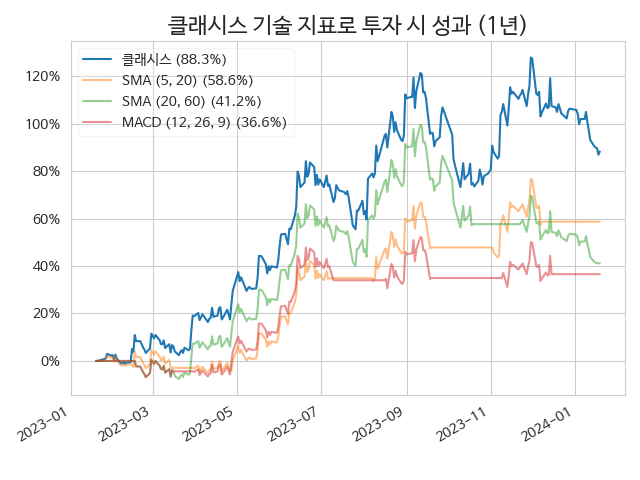 클래시스 기술 지표로 투자 시 성과 (1년)
클래시스 (88.3%)
SMA (5, 20) (58.6%)
SMA (20, 60) (41.2%)
MACD (12, 26, 9) (36.6%)
120%
100%
80%
60%
40%
20%
0%
2023-01
2023-03
2023-05
2023-07
2023-09
2023-11
2024-01